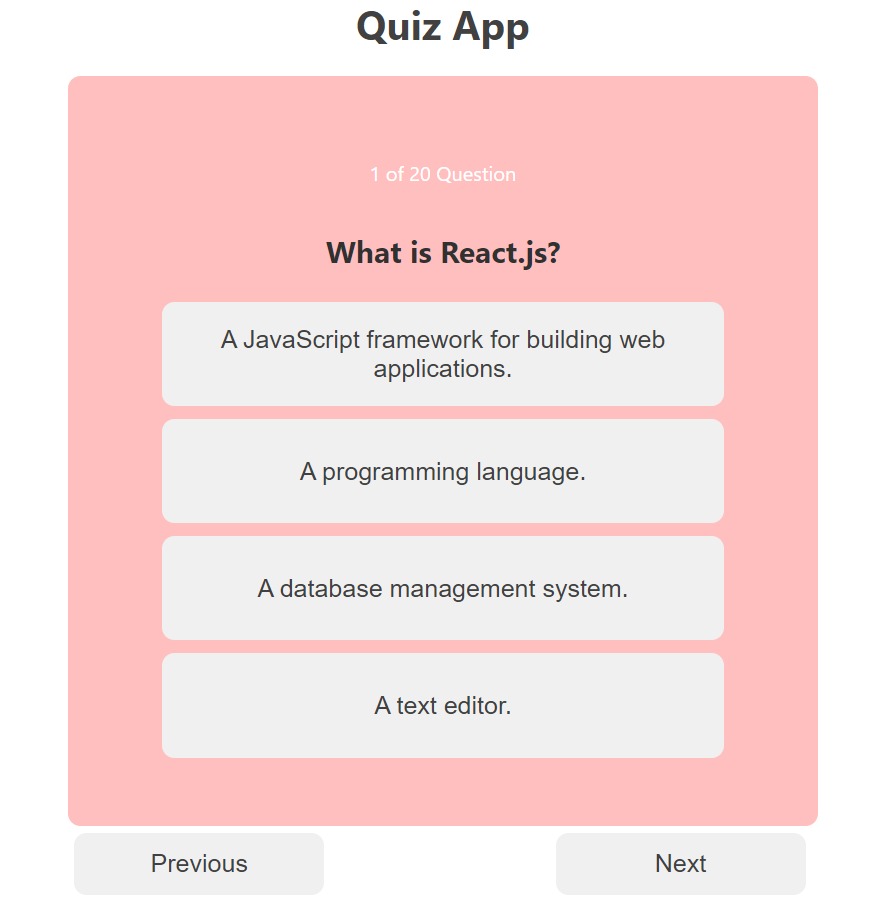 Quiz App
1 of 20 Question
What is React.js?
A JavaScript framework for building web
applications.
A programming language.
A database management system.
A text editor.
Previous
Next